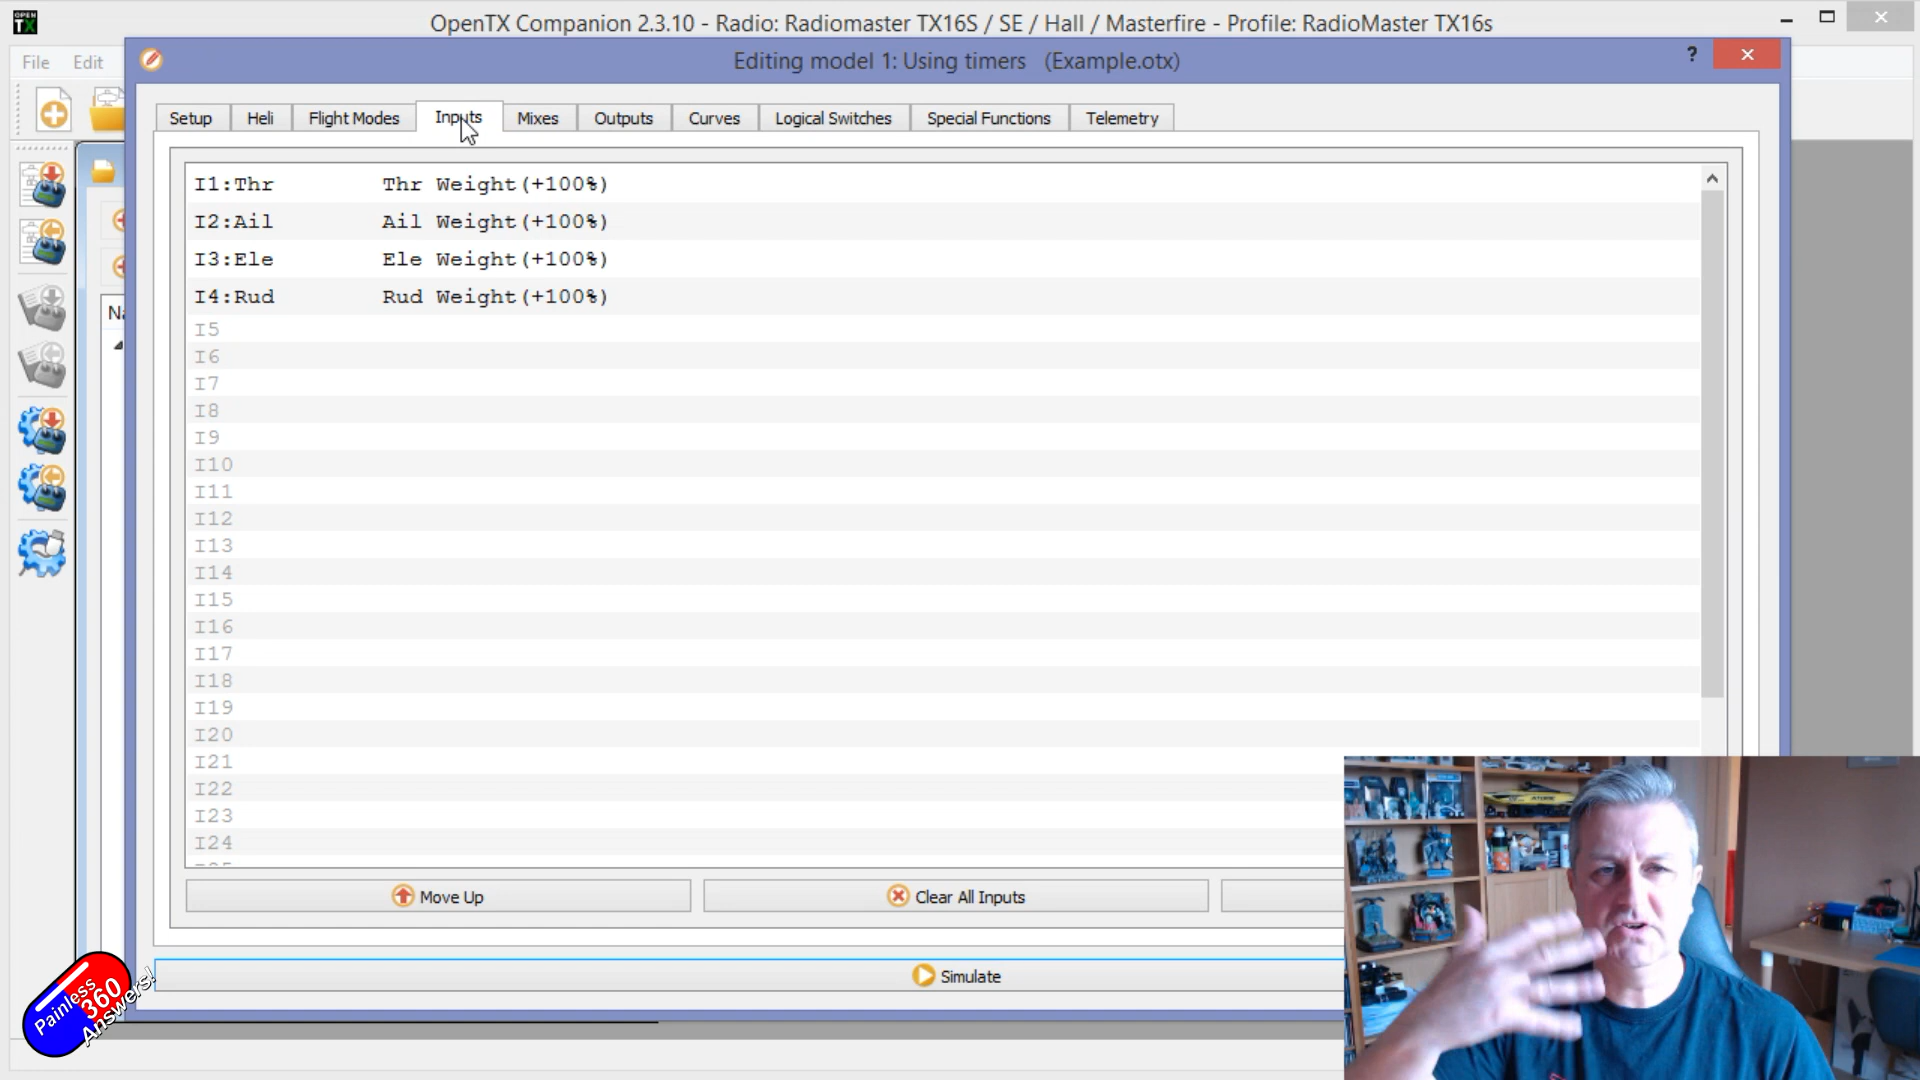 OpenTX Companion 2.3.10 - Radio: Radiomaster TX16S / SE / Hall / Masterfire - Profile: RadioMaster TX16s
OPEN TX
File Edit
Editing model 1: Using timers (Example.otx)
?
Setup Heli Flight Modes Inputs Mixes Outputs Curves Logical Switches Special Functions Telemetry
Na
I1:Thr Thr Weight(+100%)
I2:Ail Ail Weight(+100%)
I3:Ele Ele Weight(+100%)
I4:Rud Rud Weight(+100%)
I5
I6
I7
I8
I9
I10
I11
I12
I13
I14
I15
I16
I17
I18
I19
I20
I21
I22
I23
I24
Move Up Clear All Inputs
Simulate
Painless
360
Answers!